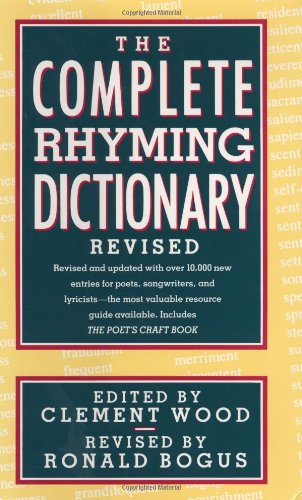 THE
COMPLETE
RHYMING
DICTIONARY
REVISED
Revised and updated with over 10,000 new
entries for poets, songwriters, and
lyricists—the most valuable resource
guide available. Includes
THE POET'S CRAFT BOOK
fraudulent
merriment
frequent
EDITED BY
CLEMENT WOOD
REVISED BY
RONALD BOGUS